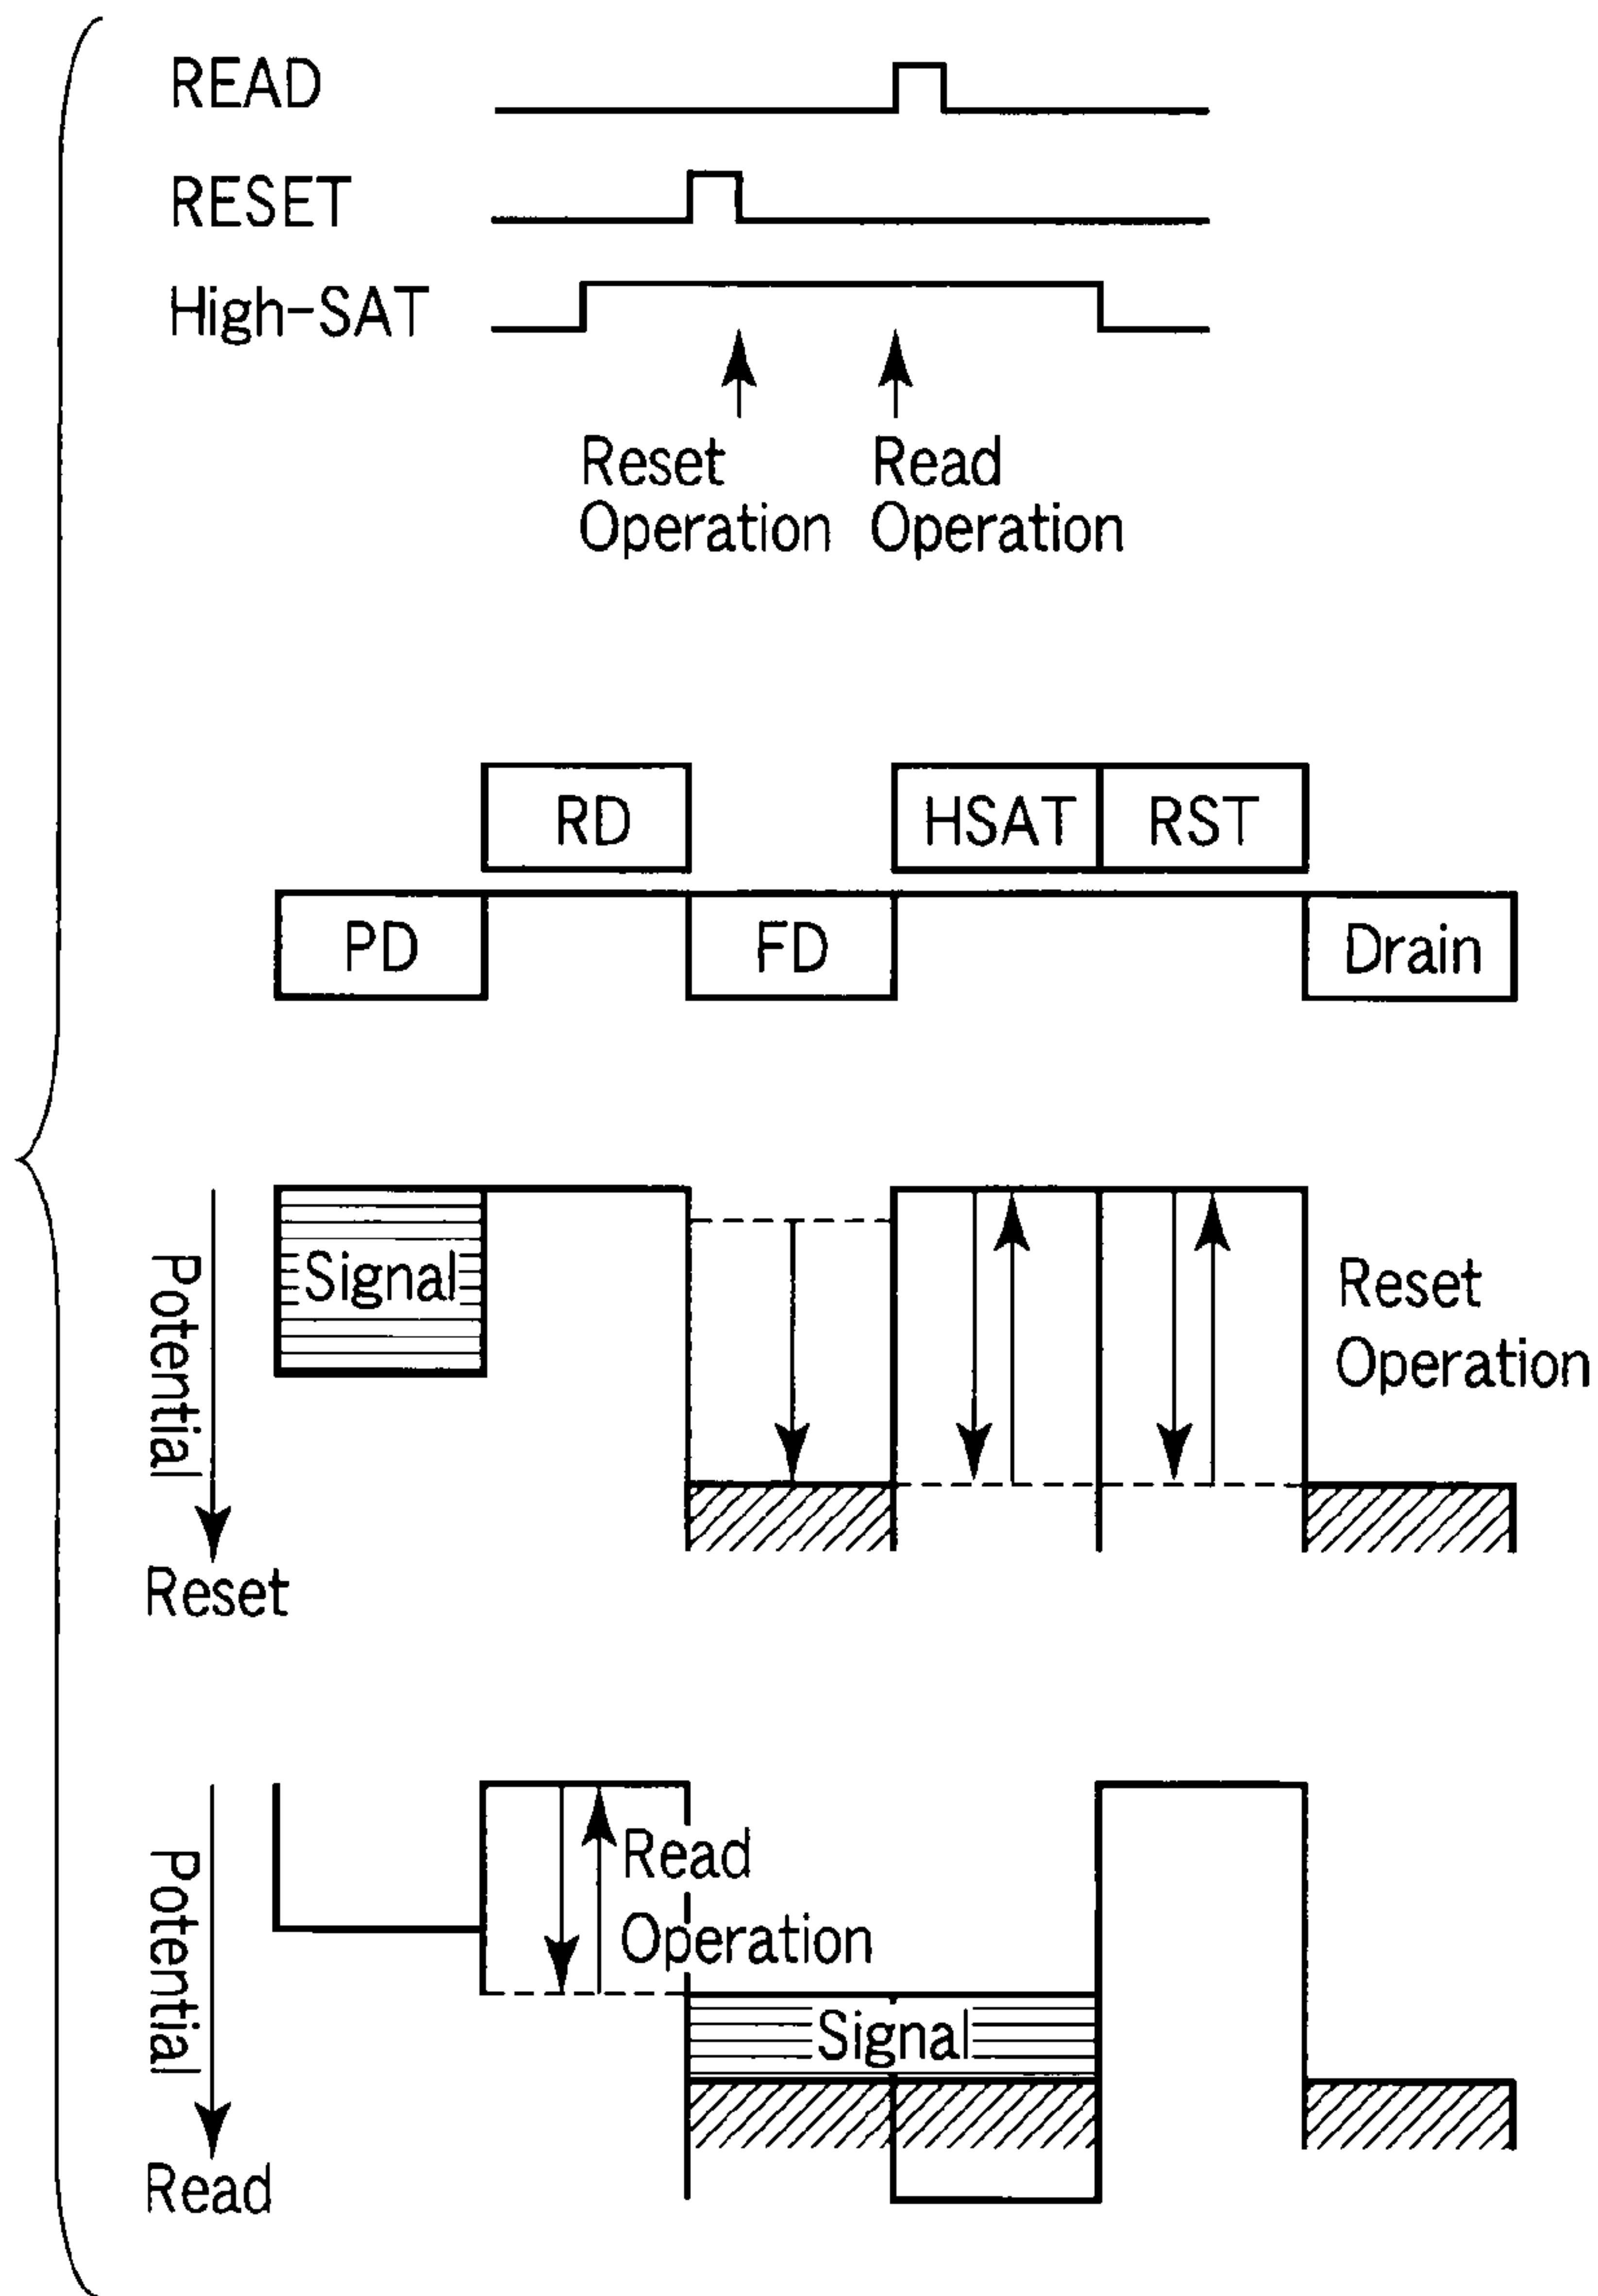 READ
RESET
High-SAT
Reset
Operation
Read
Operation
RD
HSAT
RST
PD
FD
Drain
Potential
Signal
Reset
Operation
Reset
Potential
Read
Operation
Signal
Read